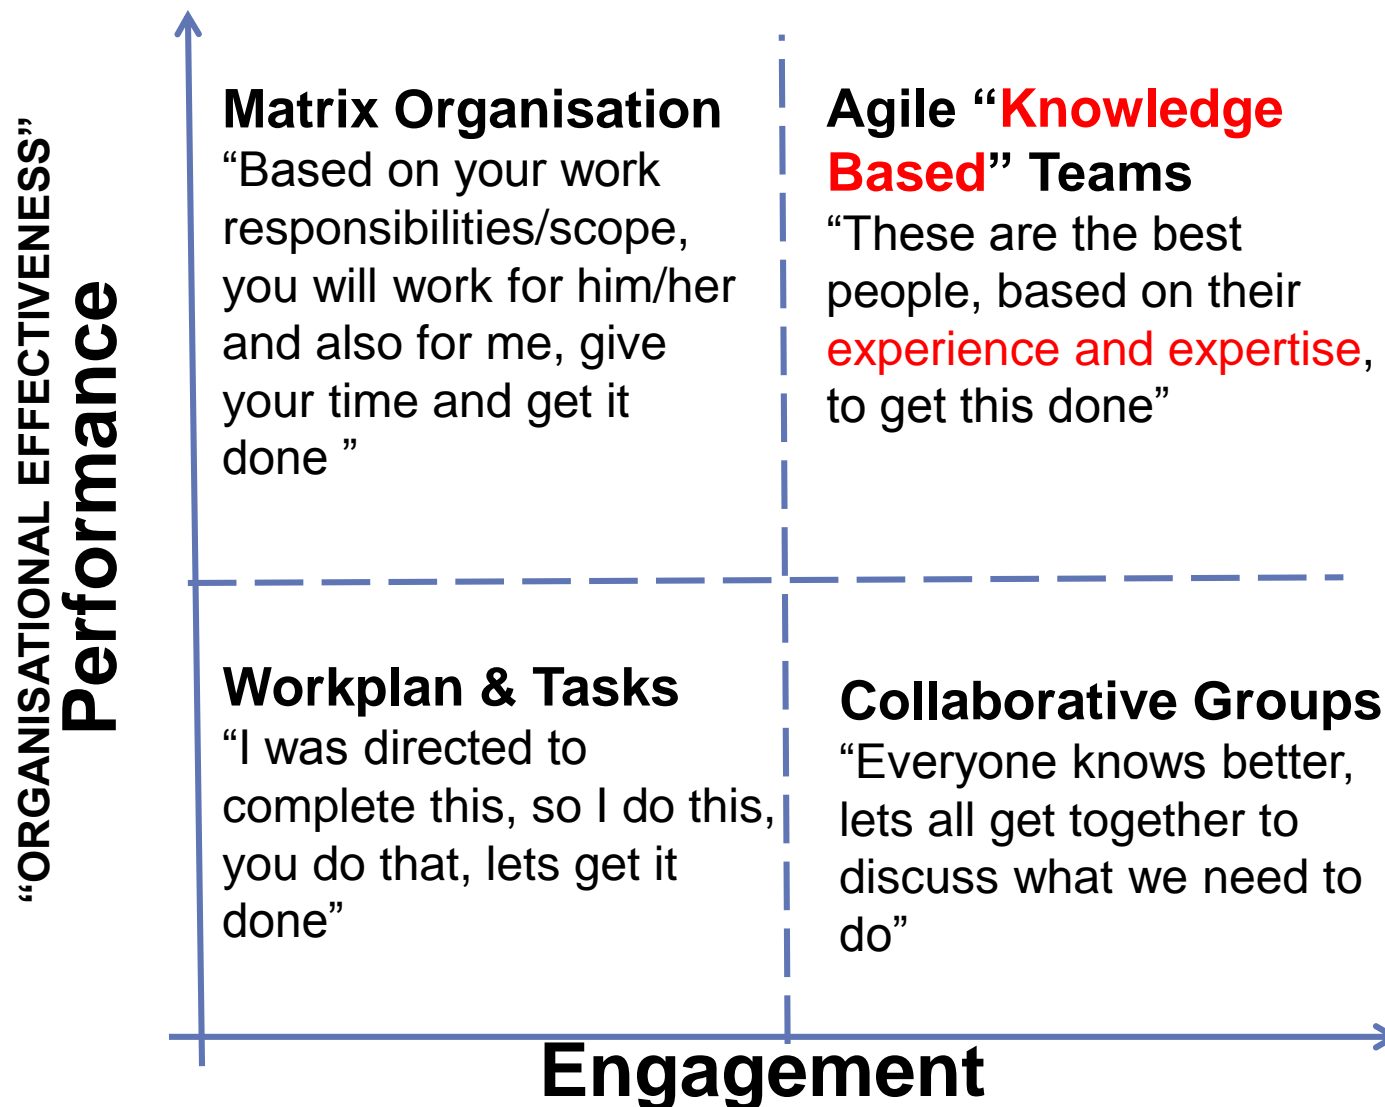 “ORGANISATIONAL EFFECTIVENESS”
Performance
Matrix Organisation
“Based on your work
responsibilities/scope,
you will work for him/her
and also for me, give
your time and get it
done ”
Agile “Knowledge
Based” Teams
“These are the best
people, based on their
experience and expertise,
to get this done”
Workplan & Tasks
“I was directed to
complete this, so I do this,
you do that, lets get it
done”
Collaborative Groups
“Everyone knows better,
lets all get together to
discuss what we need to
do”
Engagement